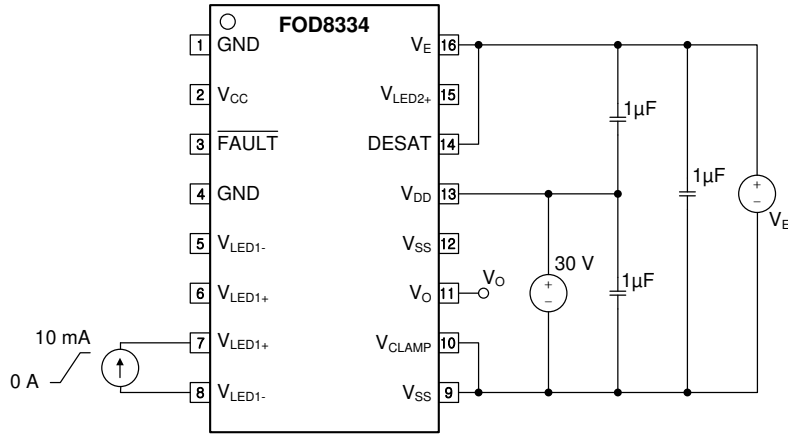 FOD8334
1 GND
2 VCC
3 FAULT
4 GND
5 VLED1-
6 VLED1+
7 VLED1+
8 VLED1-
VE 16
VLED2+ 15
DESAT 14
VDD 13
VSS 12
VO 11
VCLAMP 10
VSS 9
10 mA
0 A
VO
30 V
+
−
1µF
1µF
1µF
+
−
VE